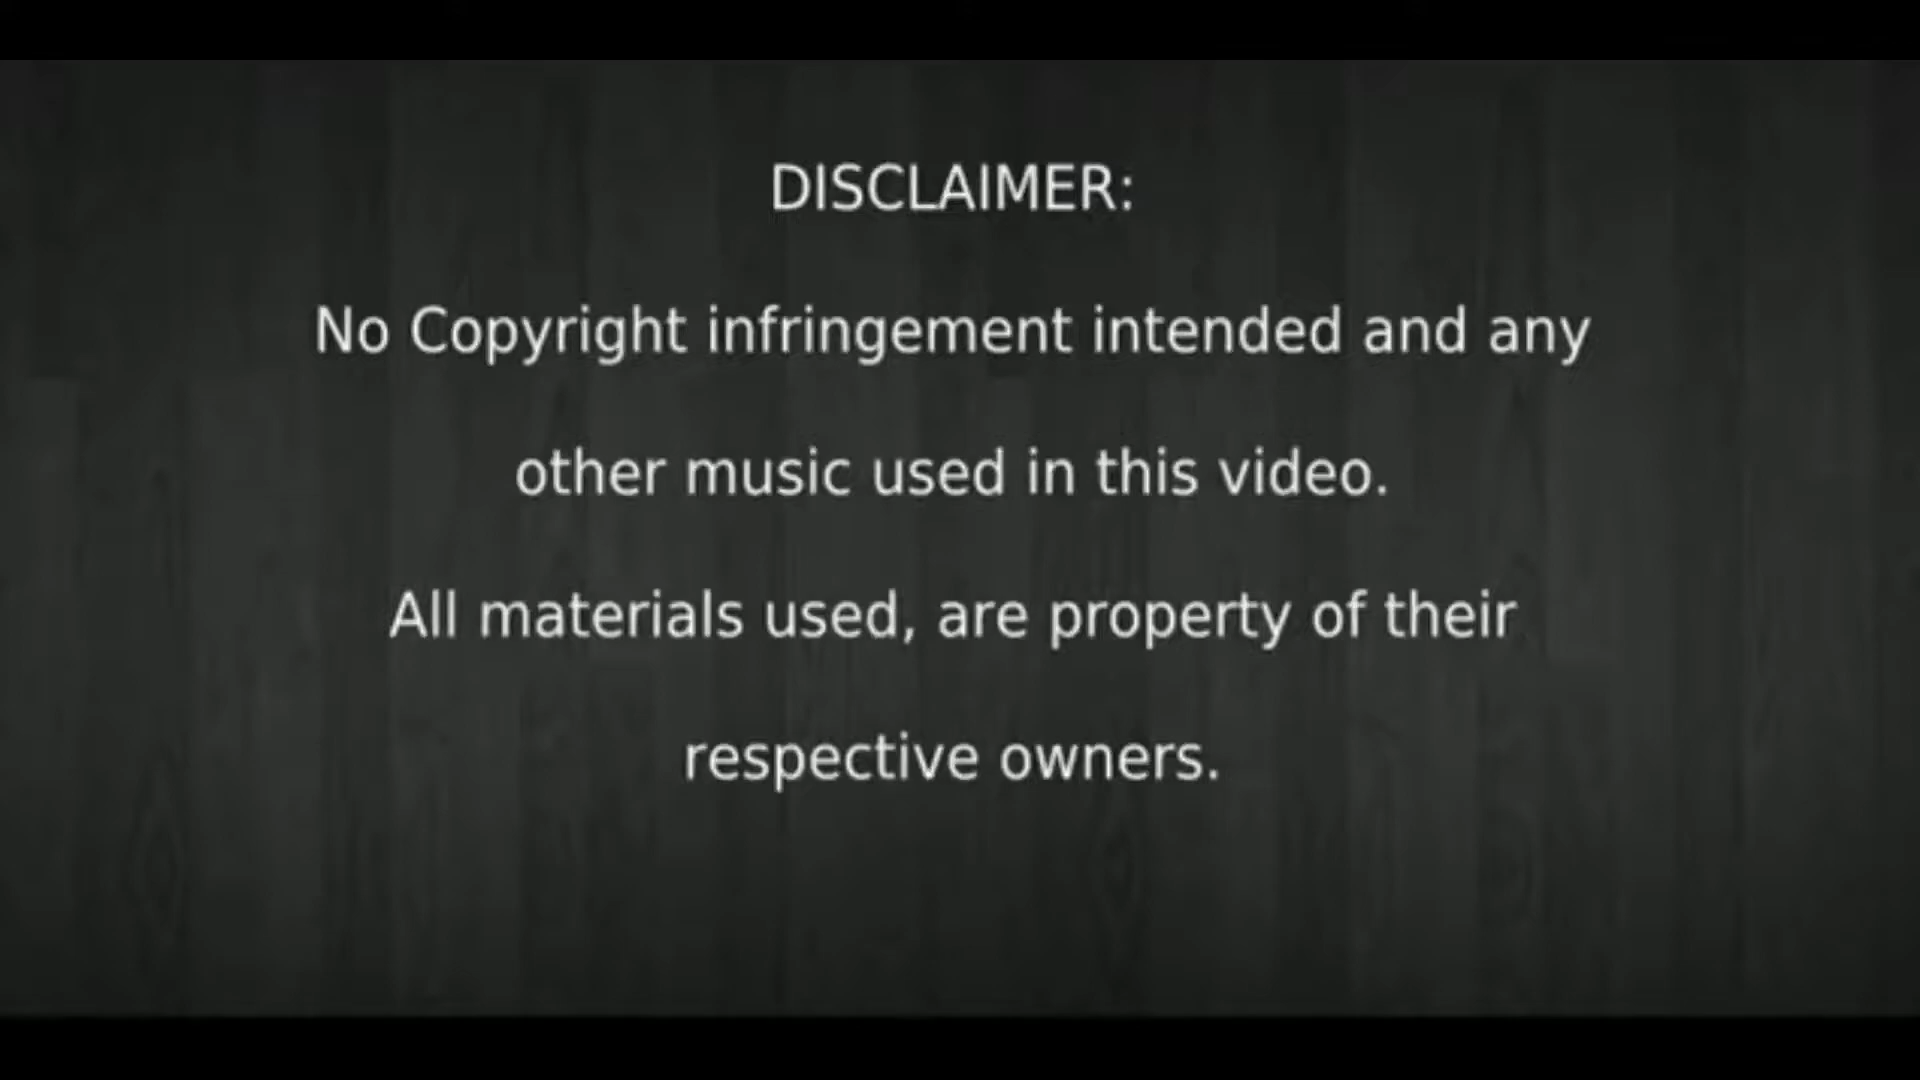 DISCLAIMER:
No Copyright infringement intended and any
other music used in this video.
All materials used, are property of their
respective owners.